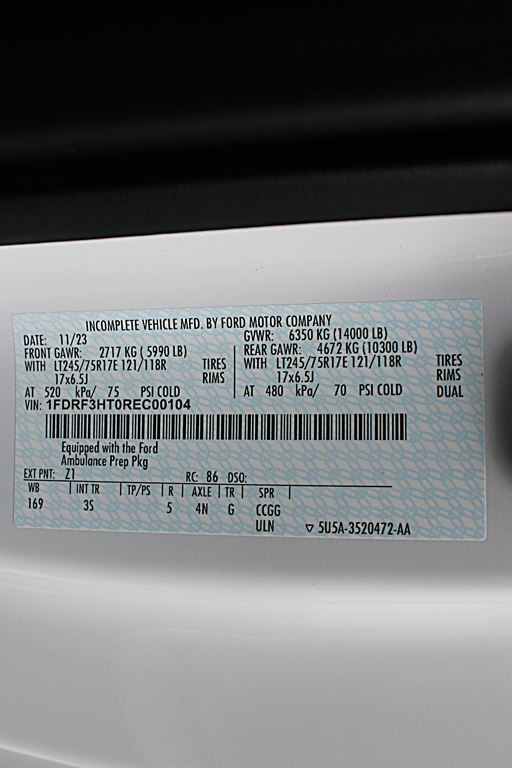 INCOMPLETE VEHICLE MFD. BY FORD MOTOR COMPANY
DATE: 11/23 GVWR: 6350 KG (14000 LB)
FRONT GAWR: 2717 KG ( 5990 LB) REAR GAWR: 4672 KG (10300 LB)
WITH LT245/75R17E 121/118R TIRES WITH LT245/75R17E 121/118R TIRES
17x6.5J RIMS 17x6.5J RIMS
AT 520 kPa/ 75 PSI COLD AT 480 kPa/ 70 PSI COLD DUAL
VIN: 1FDRF3HT0REC00104
Equipped with the Ford
Ambulance Prep Pkg
EXT PNT: Z1 RC: 86 DSO:
WB INT TR TP/PS R AXLE TR SPR
169 3S 5 4N G CCGG
ULN ▽ 5U5A-3520472-AA